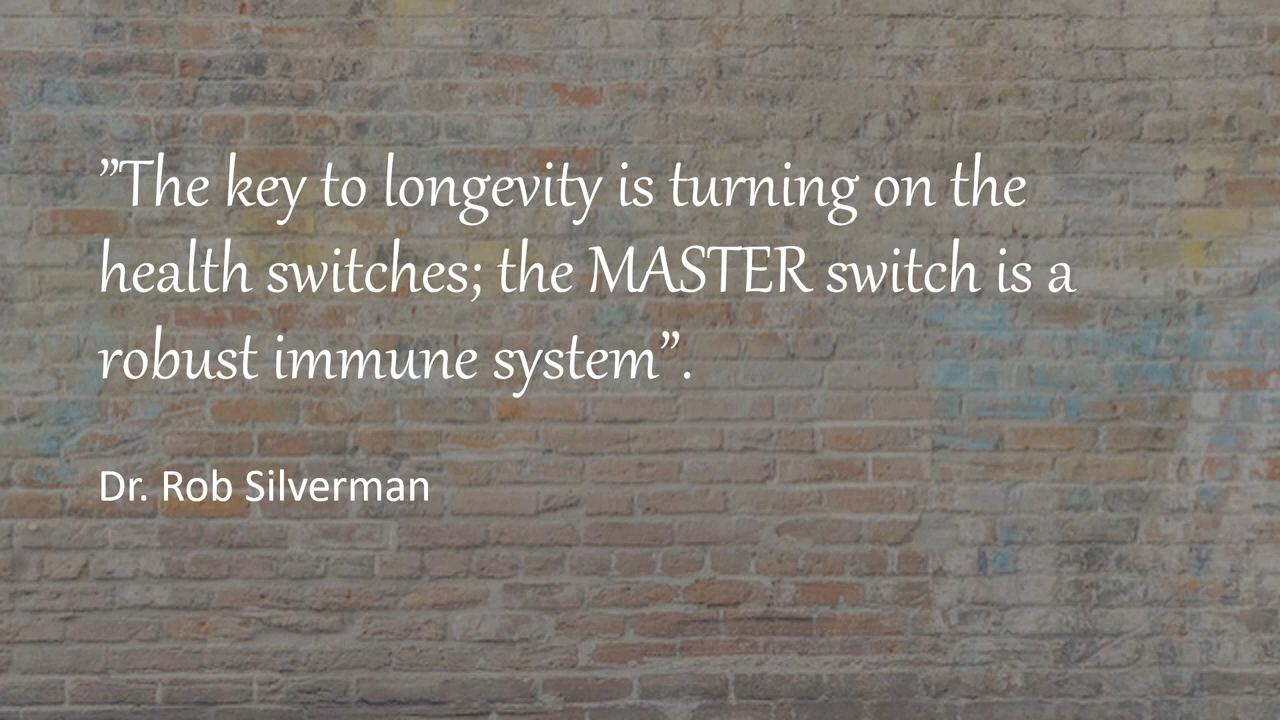 ”The key to longevity is turning on the
health switches; the MASTER switch is a
robust immune system”.
Dr. Rob Silverman